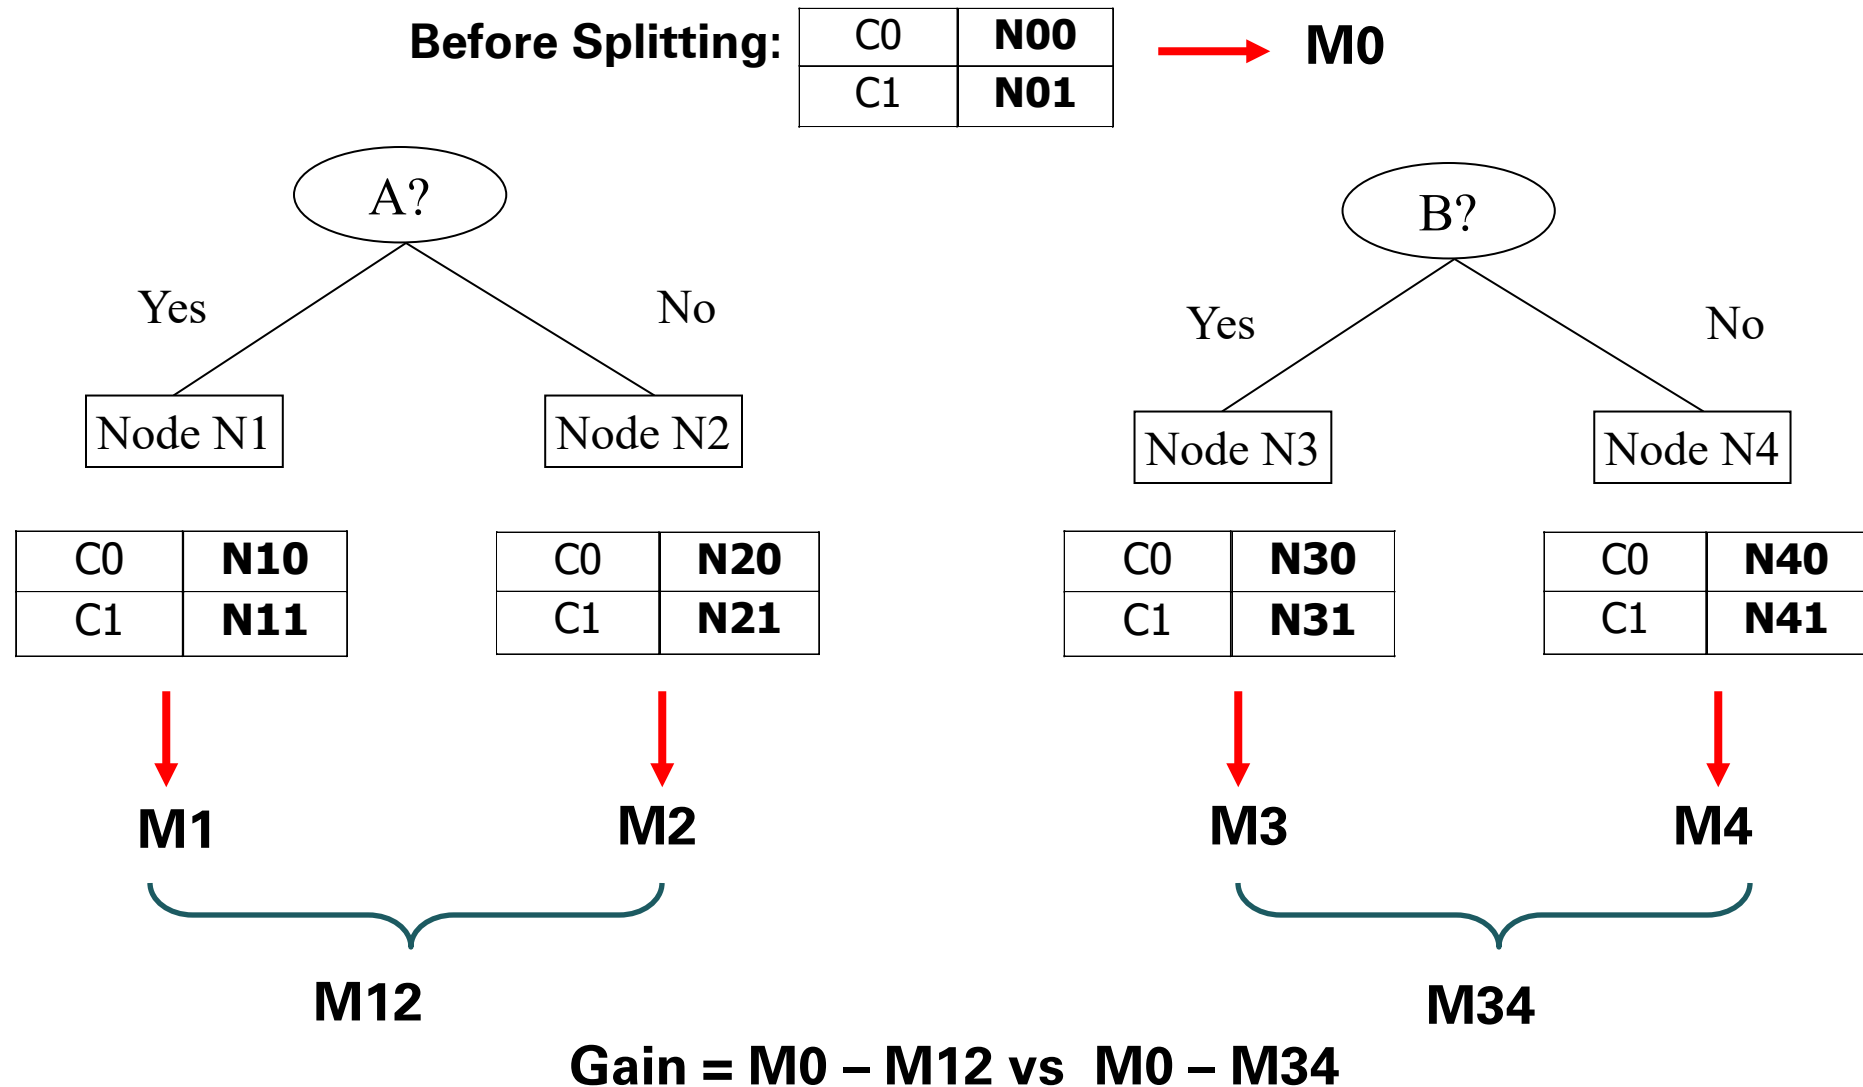 Before Splitting:
C0 N00
C1 N01
M0
A?
Yes
No
Node N1
Node N2
C0 N10
C1 N11
C0 N20
C1 N21
M1
M2
M12
B?
Yes
No
Node N3
Node N4
C0 N30
C1 N31
C0 N40
C1 N41
M3
M4
M34
Gain = M0 – M12 vs M0 – M34